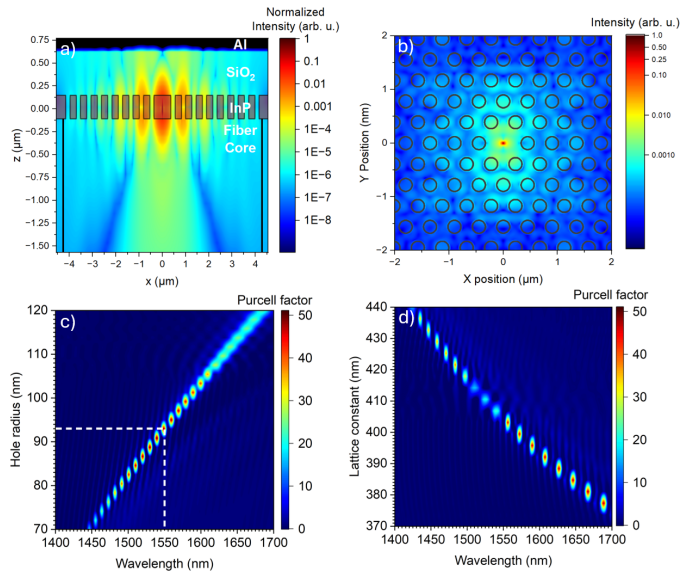 Normalized
Intensity (arb. u.)
a)
Al
SiO2
InP
Fiber
Core
0.75
0.50
0.25
0.00
-0.25
-0.50
-0.75
-1.00
-1.25
-1.50
z (µm)
-4 -3 -2 -1 0 1 2 3 4
x (µm)
1
0.1
0.01
0.001
1E-4
1E-5
1E-6
1E-7
1E-8
Intensity (arb. u.)
b)
2
1
0
-1
-2
Y Position (nm)
-2 -1 0 1 2
X position (µm)
1.0
0.5
0.25
0.10
0.010
0.0010
Purcell factor
c)
120
110
100
90
80
70
Hole radius (nm)
1400 1450 1500 1550 1600 1650 1700
Wavelength (nm)
50
40
30
20
10
0
Purcell factor
d)
440
430
420
410
400
390
380
370
Lattice constant (nm)
1400 1450 1500 1550 1600 1650 1700
Wavelength (nm)
50
40
30
20
10
0